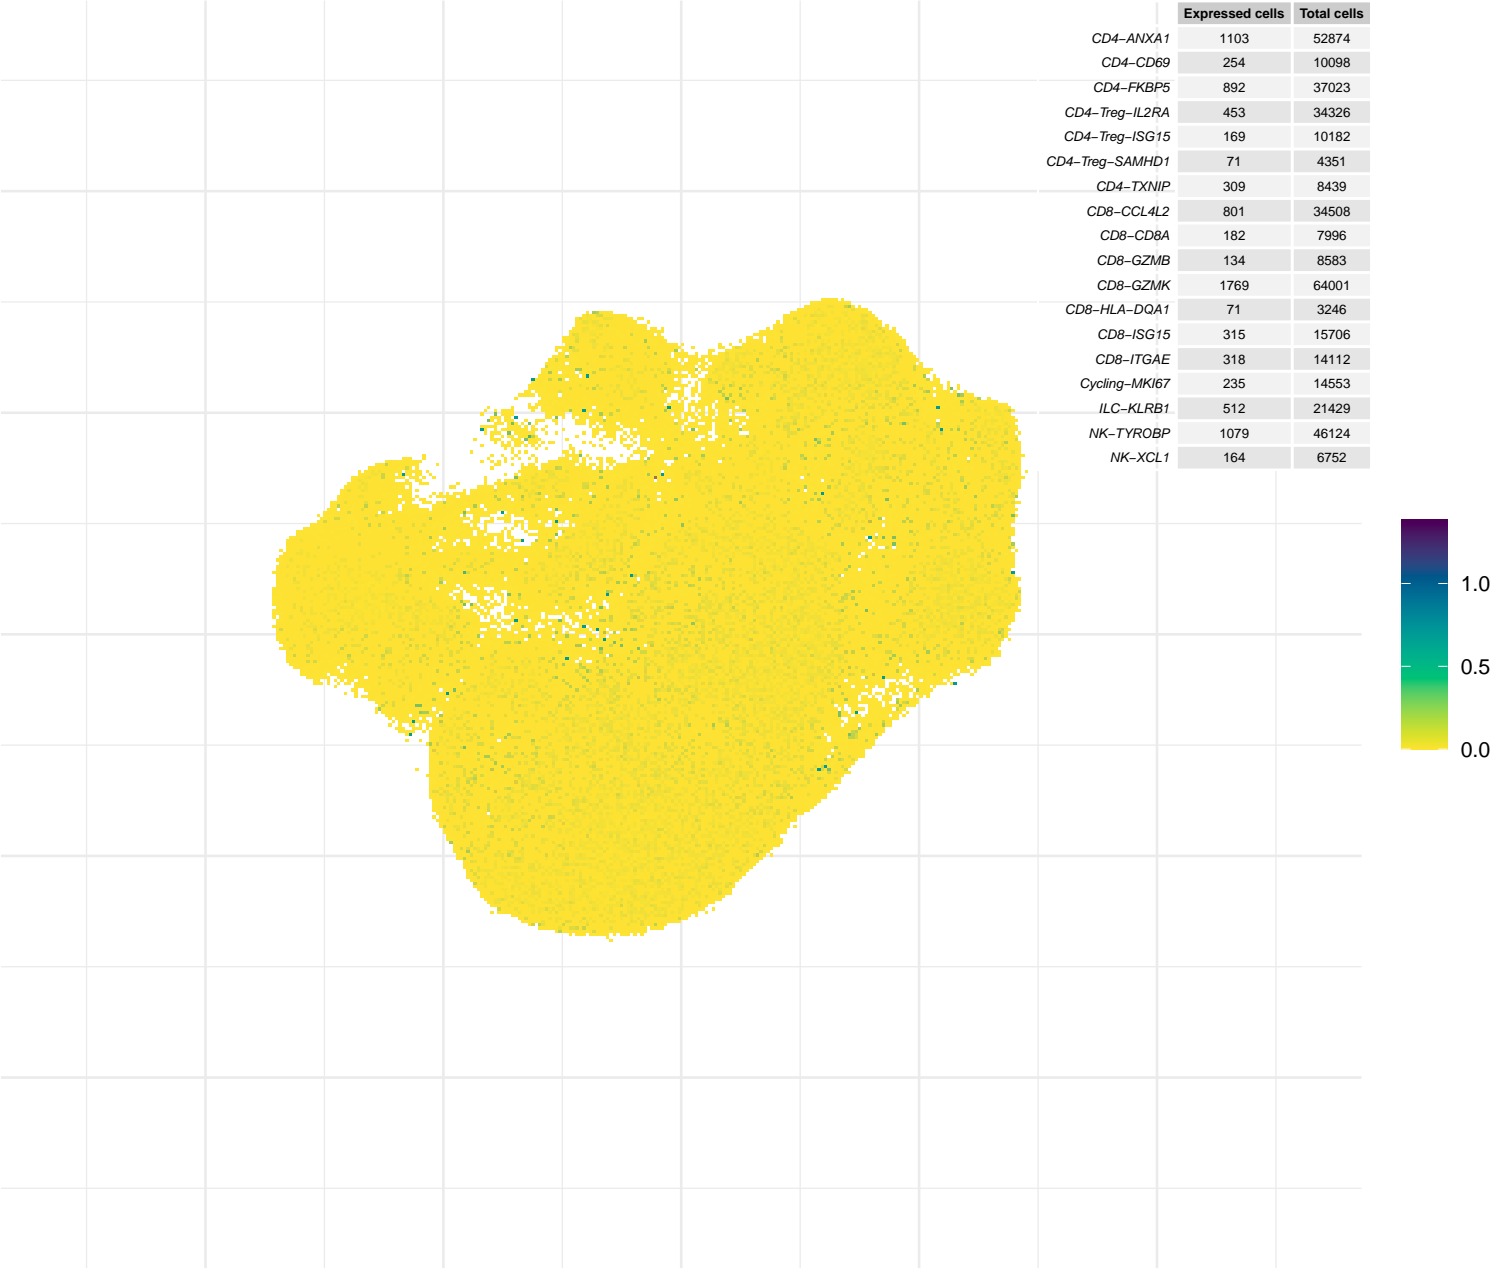 Expressed cells Total cells
CD4−ANXA1 1103 52874
CD4−CD69 254 10098
CD4−FKBP5 892 37023
CD4−Treg−IL2RA 453 34326
CD4−Treg−ISG15 169 10182
CD4−Treg−SAMHD1 71 4351
CD4−TXNIP 309 8439
CD8−CCL4L2 801 34508
CD8−CD8A 182 7996
CD8−GZMB 134 8583
CD8−GZMK 1769 64001
CD8−HLA−DQA1 71 3246
CD8−ISG15 315 15706
CD8−ITGAE 318 14112
Cycling−MKI67 235 14553
ILC−KLRB1 512 21429
NK−TYROBP 1079 46124
NK−XCL1 164 6752
1.0
0.5
0.0